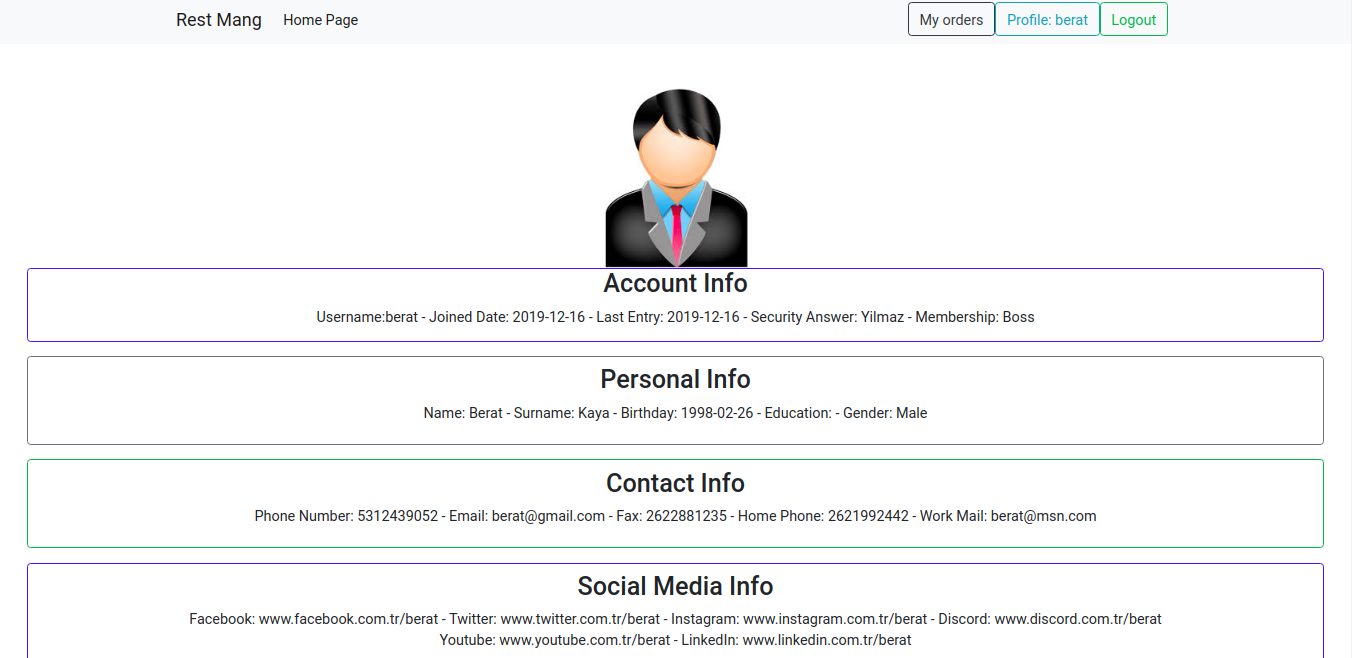 Rest Mang Home Page My orders Profile: berat Logout
Account Info
Username:berat - Joined Date: 2019-12-16 - Last Entry: 2019-12-16 - Security Answer: Yilmaz - Membership: Boss
Personal Info
Name: Berat - Surname: Kaya - Birthday: 1998-02-26 - Education: - Gender: Male
Contact Info
Phone Number: 5312439052 - Email: berat@gmail.com - Fax: 2622881235 - Home Phone: 2621992442 - Work Mail: berat@msn.com
Social Media Info
Facebook: www.facebook.com.tr/berat - Twitter: www.twitter.com.tr/berat - Instagram: www.instagram.com.tr/berat - Discord: www.discord.com.tr/berat
Youtube: www.youtube.com.tr/berat - LinkedIn: www.linkedin.com.tr/berat